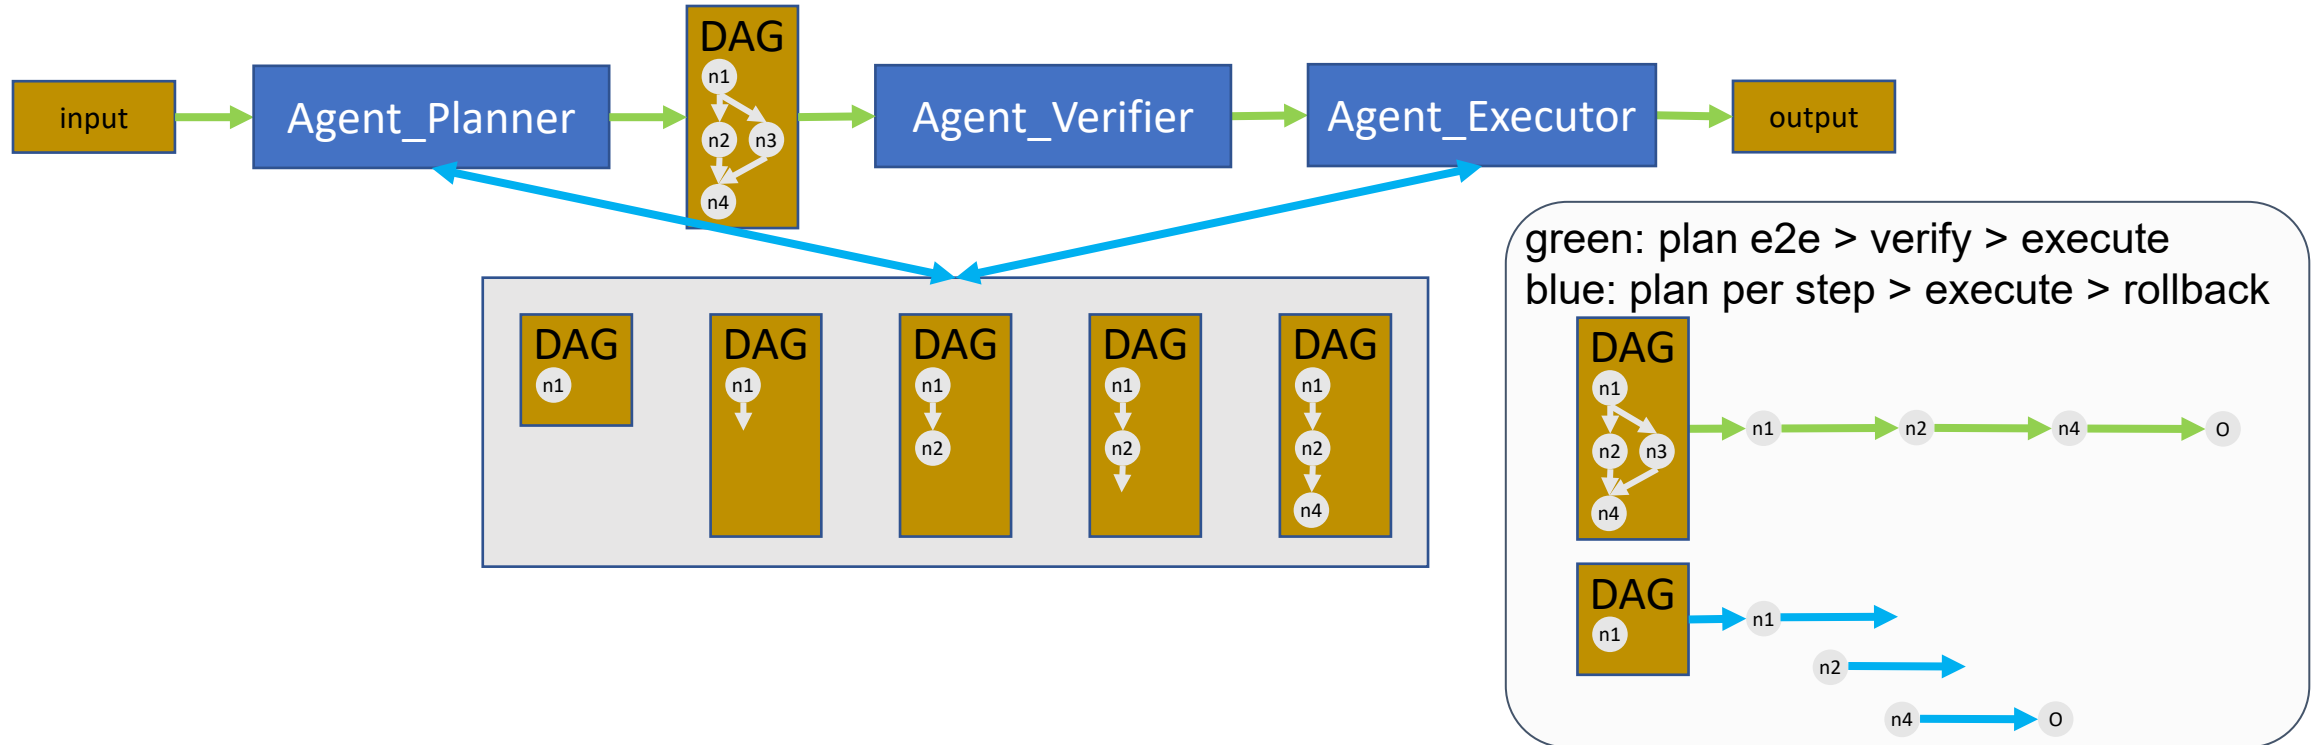 input
Agent_Planner
DAG
n1
n2
n3
n4
Agent_Verifier
Agent_Executor
output
DAG
n1
DAG
n1
DAG
n1
n2
DAG
n1
n2
DAG
n1
n2
n4
green: plan e2e > verify > execute
blue: plan per step > execute > rollback
DAG
n1
n2
n3
n4
n1
n2
n4
O
DAG
n1
n1
n2
n4
O